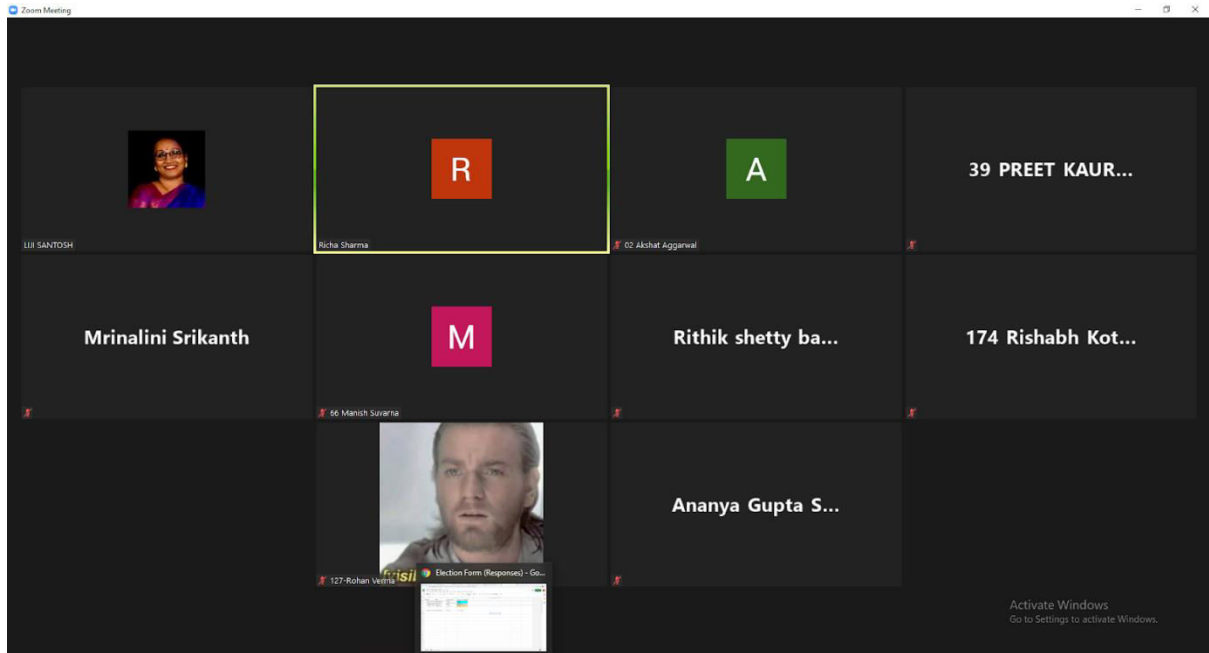 Zoom Meeting
R
A
39 PREET KAUR...
LIJI SANTOSH
Richa Sharma
02 Akshat Aggarwal
Mrinalini Srikanth
M
Rithik shetty ba...
174 Rishabh Kot...
66 Manish Suvarna
Ananya Gupta S...
127-Rohan Verma
Election Form (Responses) - Go...
Activate Windows
Go to Settings to activate Windows.